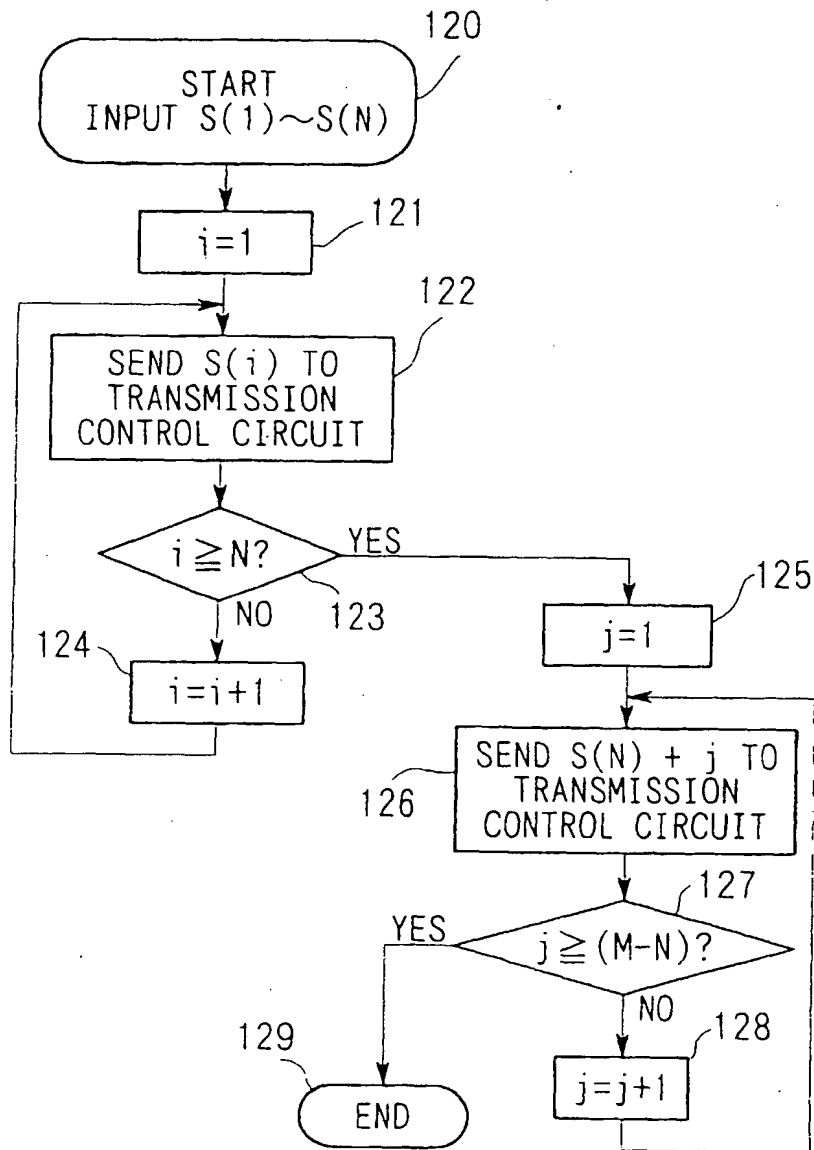 120
START
INPUT S(1)~S(N)
121
i=1
122
SEND S(i) TO
TRANSMISSION
CONTROL CIRCUIT
i ≧ N?
YES
123
NO
124
i=i+1
125
j=1
126
SEND S(N) + j TO
TRANSMISSION
CONTROL CIRCUIT
127
j ≧ (M-N)?
YES
NO
128
j=j+1
129
END